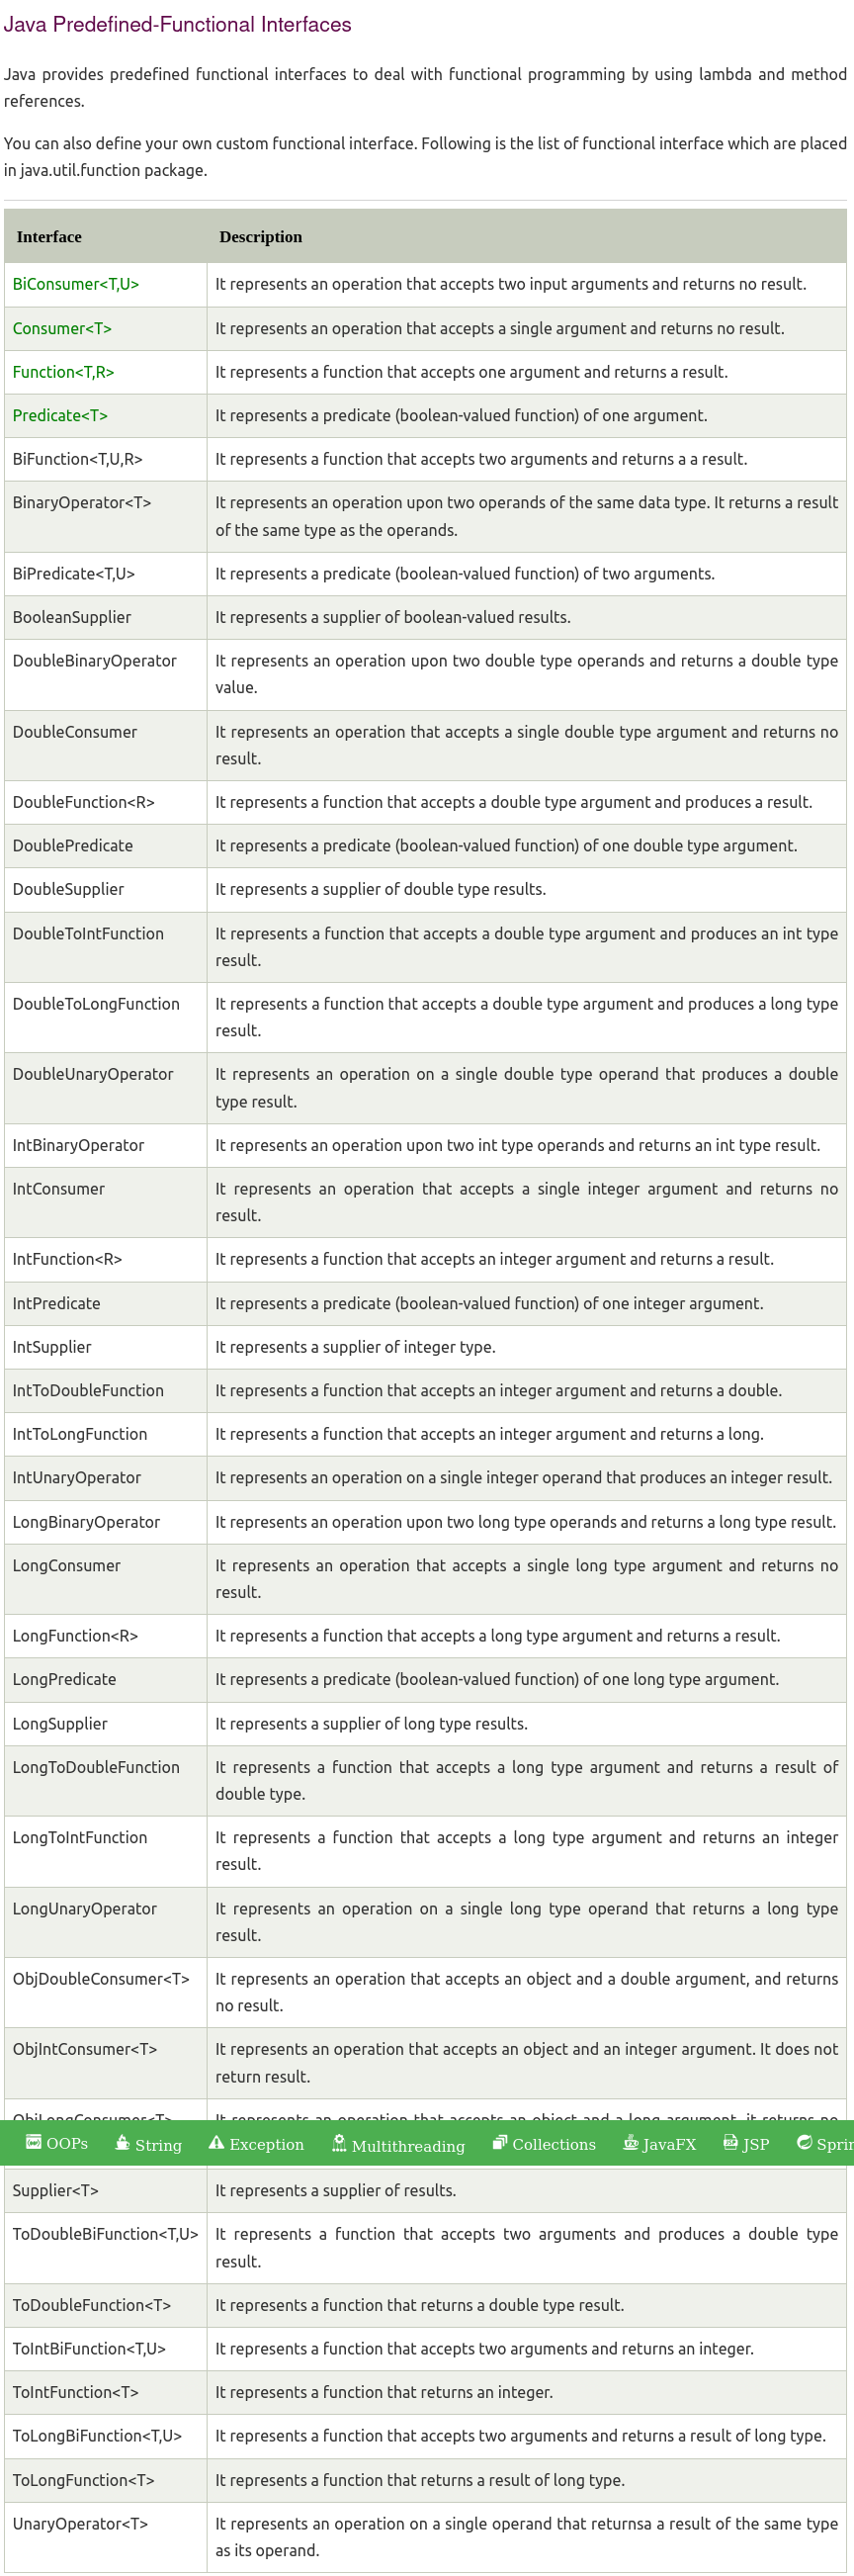 Java Predefined-Functional Interfaces
Java provides predefined functional interfaces to deal with functional programming by using lambda and method
references.
You can also define your own custom functional interface. Following is the list of functional interface which are placed
in java.util.function package.
Interface Description
BiConsumer<T,U> It represents an operation that accepts two input arguments and returns no result.
Consumer<T> It represents an operation that accepts a single argument and returns no result.
Function<T,R> It represents a function that accepts one argument and returns a result.
Predicate<T> It represents a predicate (boolean-valued function) of one argument.
BiFunction<T,U,R> It represents a function that accepts two arguments and returns a a result.
BinaryOperator<T> It represents an operation upon two operands of the same data type. It returns a result
of the same type as the operands.
BiPredicate<T,U> It represents a predicate (boolean-valued function) of two arguments.
BooleanSupplier It represents a supplier of boolean-valued results.
DoubleBinaryOperator It represents an operation upon two double type operands and returns a double type
value.
DoubleConsumer It represents an operation that accepts a single double type argument and returns no
result.
DoubleFunction<R> It represents a function that accepts a double type argument and produces a result.
DoublePredicate It represents a predicate (boolean-valued function) of one double type argument.
DoubleSupplier It represents a supplier of double type results.
DoubleToIntFunction It represents a function that accepts a double type argument and produces an int type
result.
DoubleToLongFunction It represents a function that accepts a double type argument and produces a long type
result.
DoubleUnaryOperator It represents an operation on a single double type operand that produces a double
type result.
IntBinaryOperator It represents an operation upon two int type operands and returns an int type result.
IntConsumer It represents an operation that accepts a single integer argument and returns no
result.
IntFunction<R> It represents a function that accepts an integer argument and returns a result.
IntPredicate It represents a predicate (boolean-valued function) of one integer argument.
IntSupplier It represents a supplier of integer type.
IntToDoubleFunction It represents a function that accepts an integer argument and returns a double.
IntToLongFunction It represents a function that accepts an integer argument and returns a long.
IntUnaryOperator It represents an operation on a single integer operand that produces an integer result.
LongBinaryOperator It represents an operation upon two long type operands and returns a long type result.
LongConsumer It represents an operation that accepts a single long type argument and returns no
result.
LongFunction<R> It represents a function that accepts a long type argument and returns a result.
LongPredicate It represents a predicate (boolean-valued function) of one long type argument.
LongSupplier It represents a supplier of long type results.
LongToDoubleFunction It represents a function that accepts a long type argument and returns a result of
double type.
LongToIntFunction It represents a function that accepts a long type argument and returns an integer
result.
LongUnaryOperator It represents an operation on a single long type operand that returns a long type
result.
ObjDoubleConsumer<T> It represents an operation that accepts an object and a double argument, and returns
no result.
ObjIntConsumer<T> It represents an operation that accepts an object and an integer argument. It does not
return result.
ObjLongConsumer<T> It represents an operation that accepts an object and a long argument, it returns no
OOPs String Exception Multithreading Collections JavaFX JSP Sprin
Supplier<T> It represents a supplier of results.
ToDoubleBiFunction<T,U> It represents a function that accepts two arguments and produces a double type
result.
ToDoubleFunction<T> It represents a function that returns a double type result.
ToIntBiFunction<T,U> It represents a function that accepts two arguments and returns an integer.
ToIntFunction<T> It represents a function that returns an integer.
ToLongBiFunction<T,U> It represents a function that accepts two arguments and returns a result of long type.
ToLongFunction<T> It represents a function that returns a result of long type.
UnaryOperator<T> It represents an operation on a single operand that returnsa a result of the same type
as its operand.